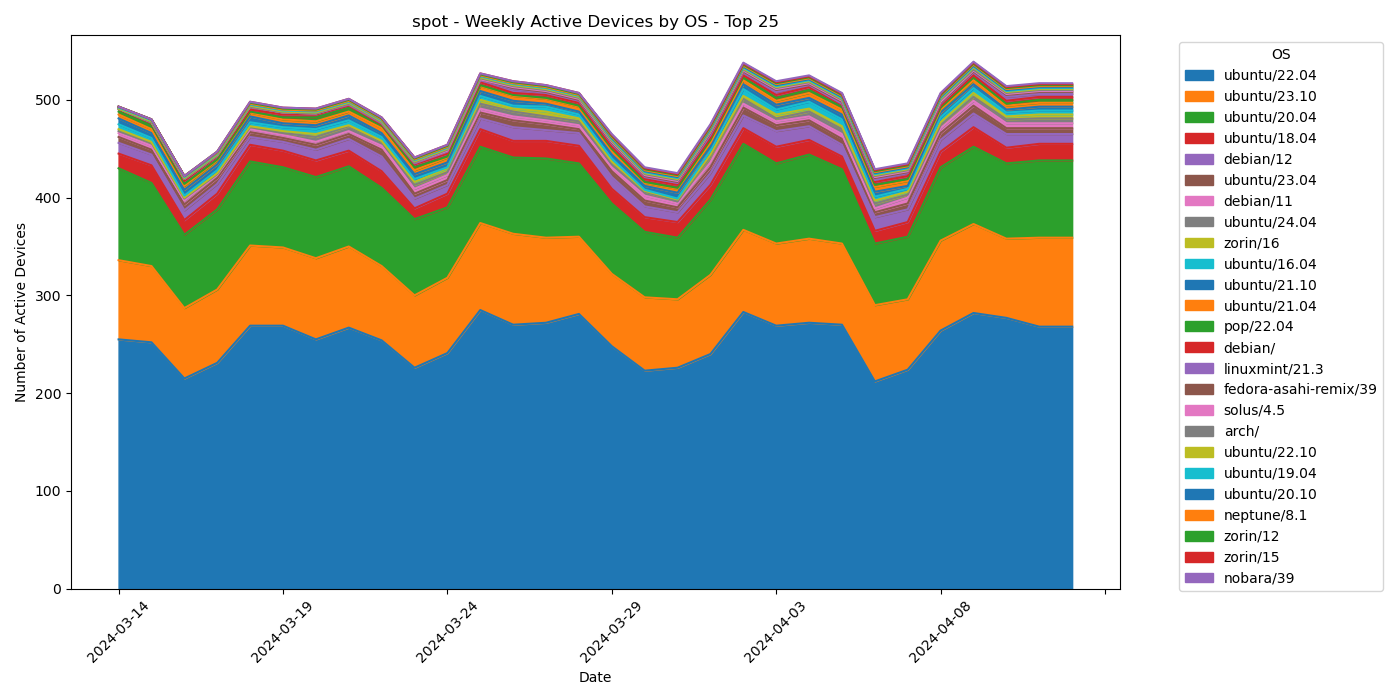 spot - Weekly Active Devices by OS - Top 25
Number of Active Devices
500
400
300
200
100
0
2024-03-14
2024-03-19
2024-03-24
2024-03-29
2024-04-03
2024-04-08
Date
OS
ubuntu/22.04
ubuntu/23.10
ubuntu/20.04
ubuntu/18.04
debian/12
ubuntu/23.04
debian/11
ubuntu/24.04
zorin/16
ubuntu/16.04
ubuntu/21.10
ubuntu/21.04
pop/22.04
debian/
linuxmint/21.3
fedora-asahi-remix/39
solus/4.5
arch/
ubuntu/22.10
ubuntu/19.04
ubuntu/20.10
neptune/8.1
zorin/12
zorin/15
nobara/39